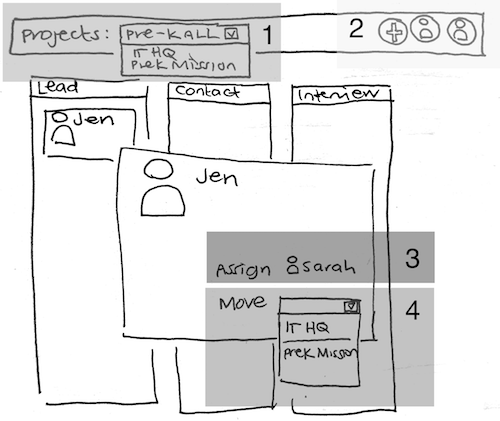 Projects: Pre-KALL 1 2
IT HQ
PreK Mission
Lead Contact Interview
Jen
Jen
Assign Sarah 3
Move 4
IT HQ
PreK Mission